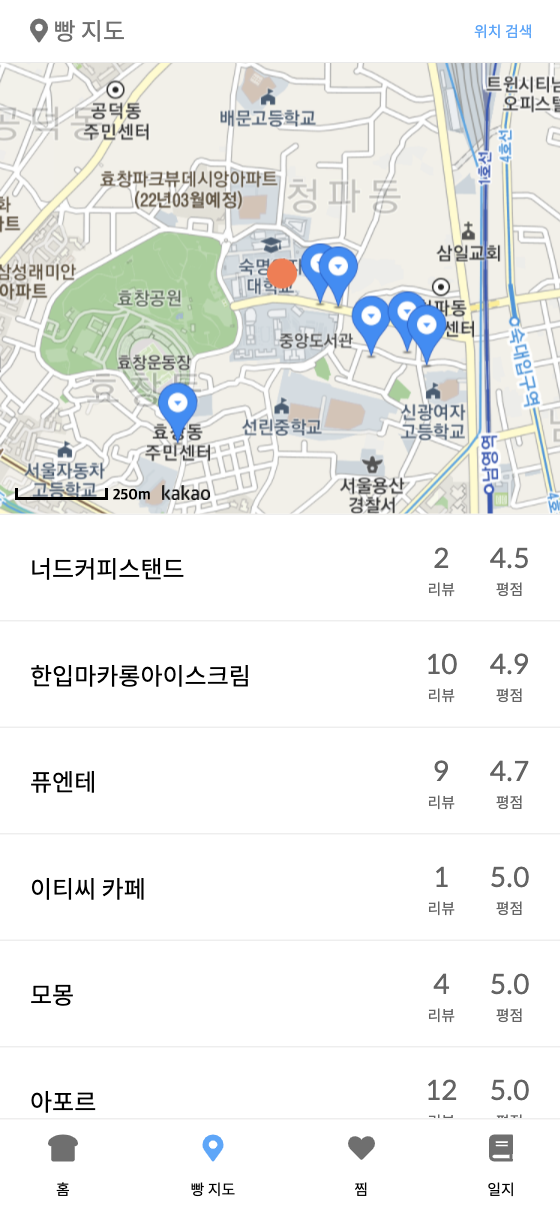 빵 지도
위치 검색
트윈시티남
오피스텔
공덕동
공덕동
주민센터
배문고등학교
4호선
1호선
효창파크뷰데시앙아파트
(22년03월예정)
청파동
삼성래미안
아파트
숙명
대학교
삼일교회
효창공원
센터
중앙도서관
숙대입구역
효창운동장
효창동
주민센터
선린중학교
신광여자
고등학교
남영역
서울자동차
고등학교
서울용산
경찰서
250m kakao
너드커피스탠드
2
리뷰
4.5
평점
한입마카롱아이스크림
10
리뷰
4.9
평점
퓨엔테
9
리뷰
4.7
평점
이티씨 카페
1
리뷰
5.0
평점
모몽
4
리뷰
5.0
평점
아포르
12
리뷰
5.0
평점
홈
빵 지도
찜
일지